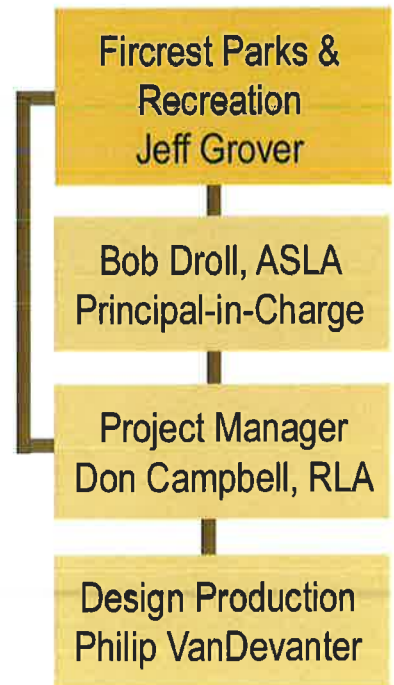 Fircrest Parks &
Recreation
Jeff Grover
Bob Droll, ASLA
Principal-in-Charge
Project Manager
Don Campbell, RLA
Design Production
Philip VanDevanter